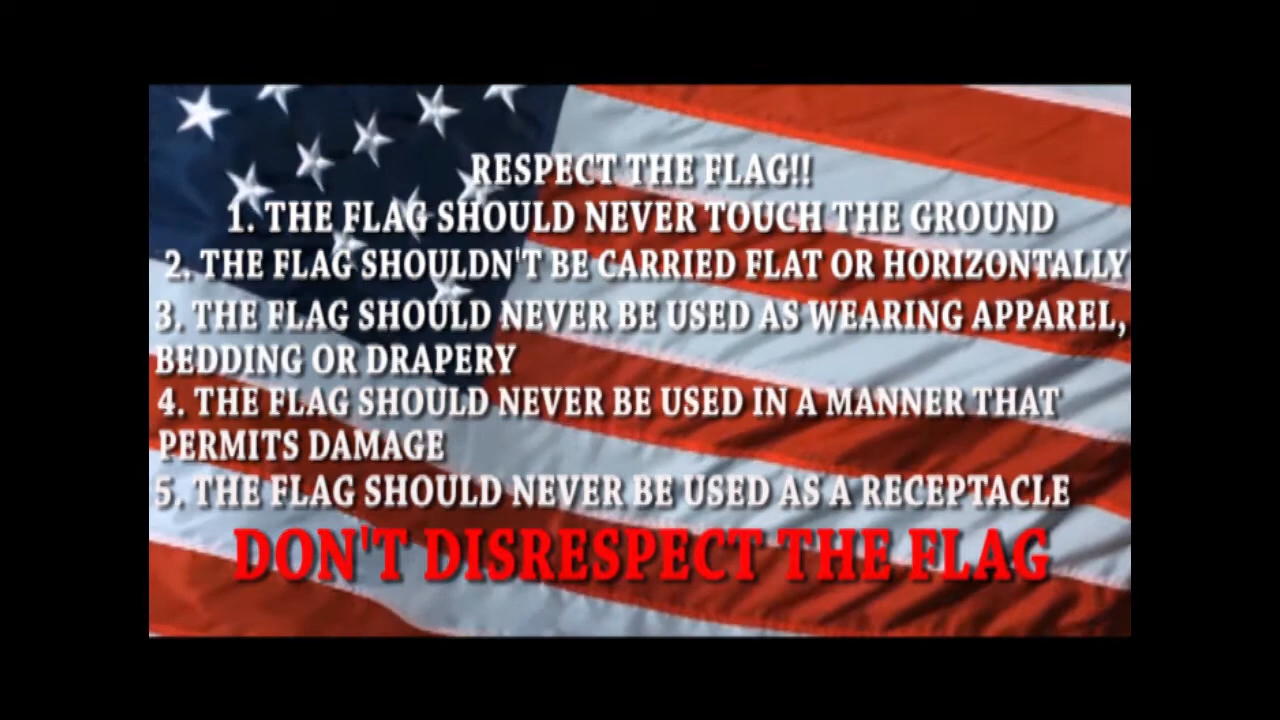 RESPECT THE FLAG!!
1. THE FLAG SHOULD NEVER TOUCH THE GROUND
2. THE FLAG SHOULDN'T BE CARRIED FLAT OR HORIZONTALLY
3. THE FLAG SHOULD NEVER BE USED AS WEARING APPAREL,
BEDDING OR DRAPERY
4. THE FLAG SHOULD NEVER BE USED IN A MANNER THAT
PERMITS DAMAGE
5. THE FLAG SHOULD NEVER BE USED AS A RECEPTACLE
DON'T DISRESPECT THE FLAG